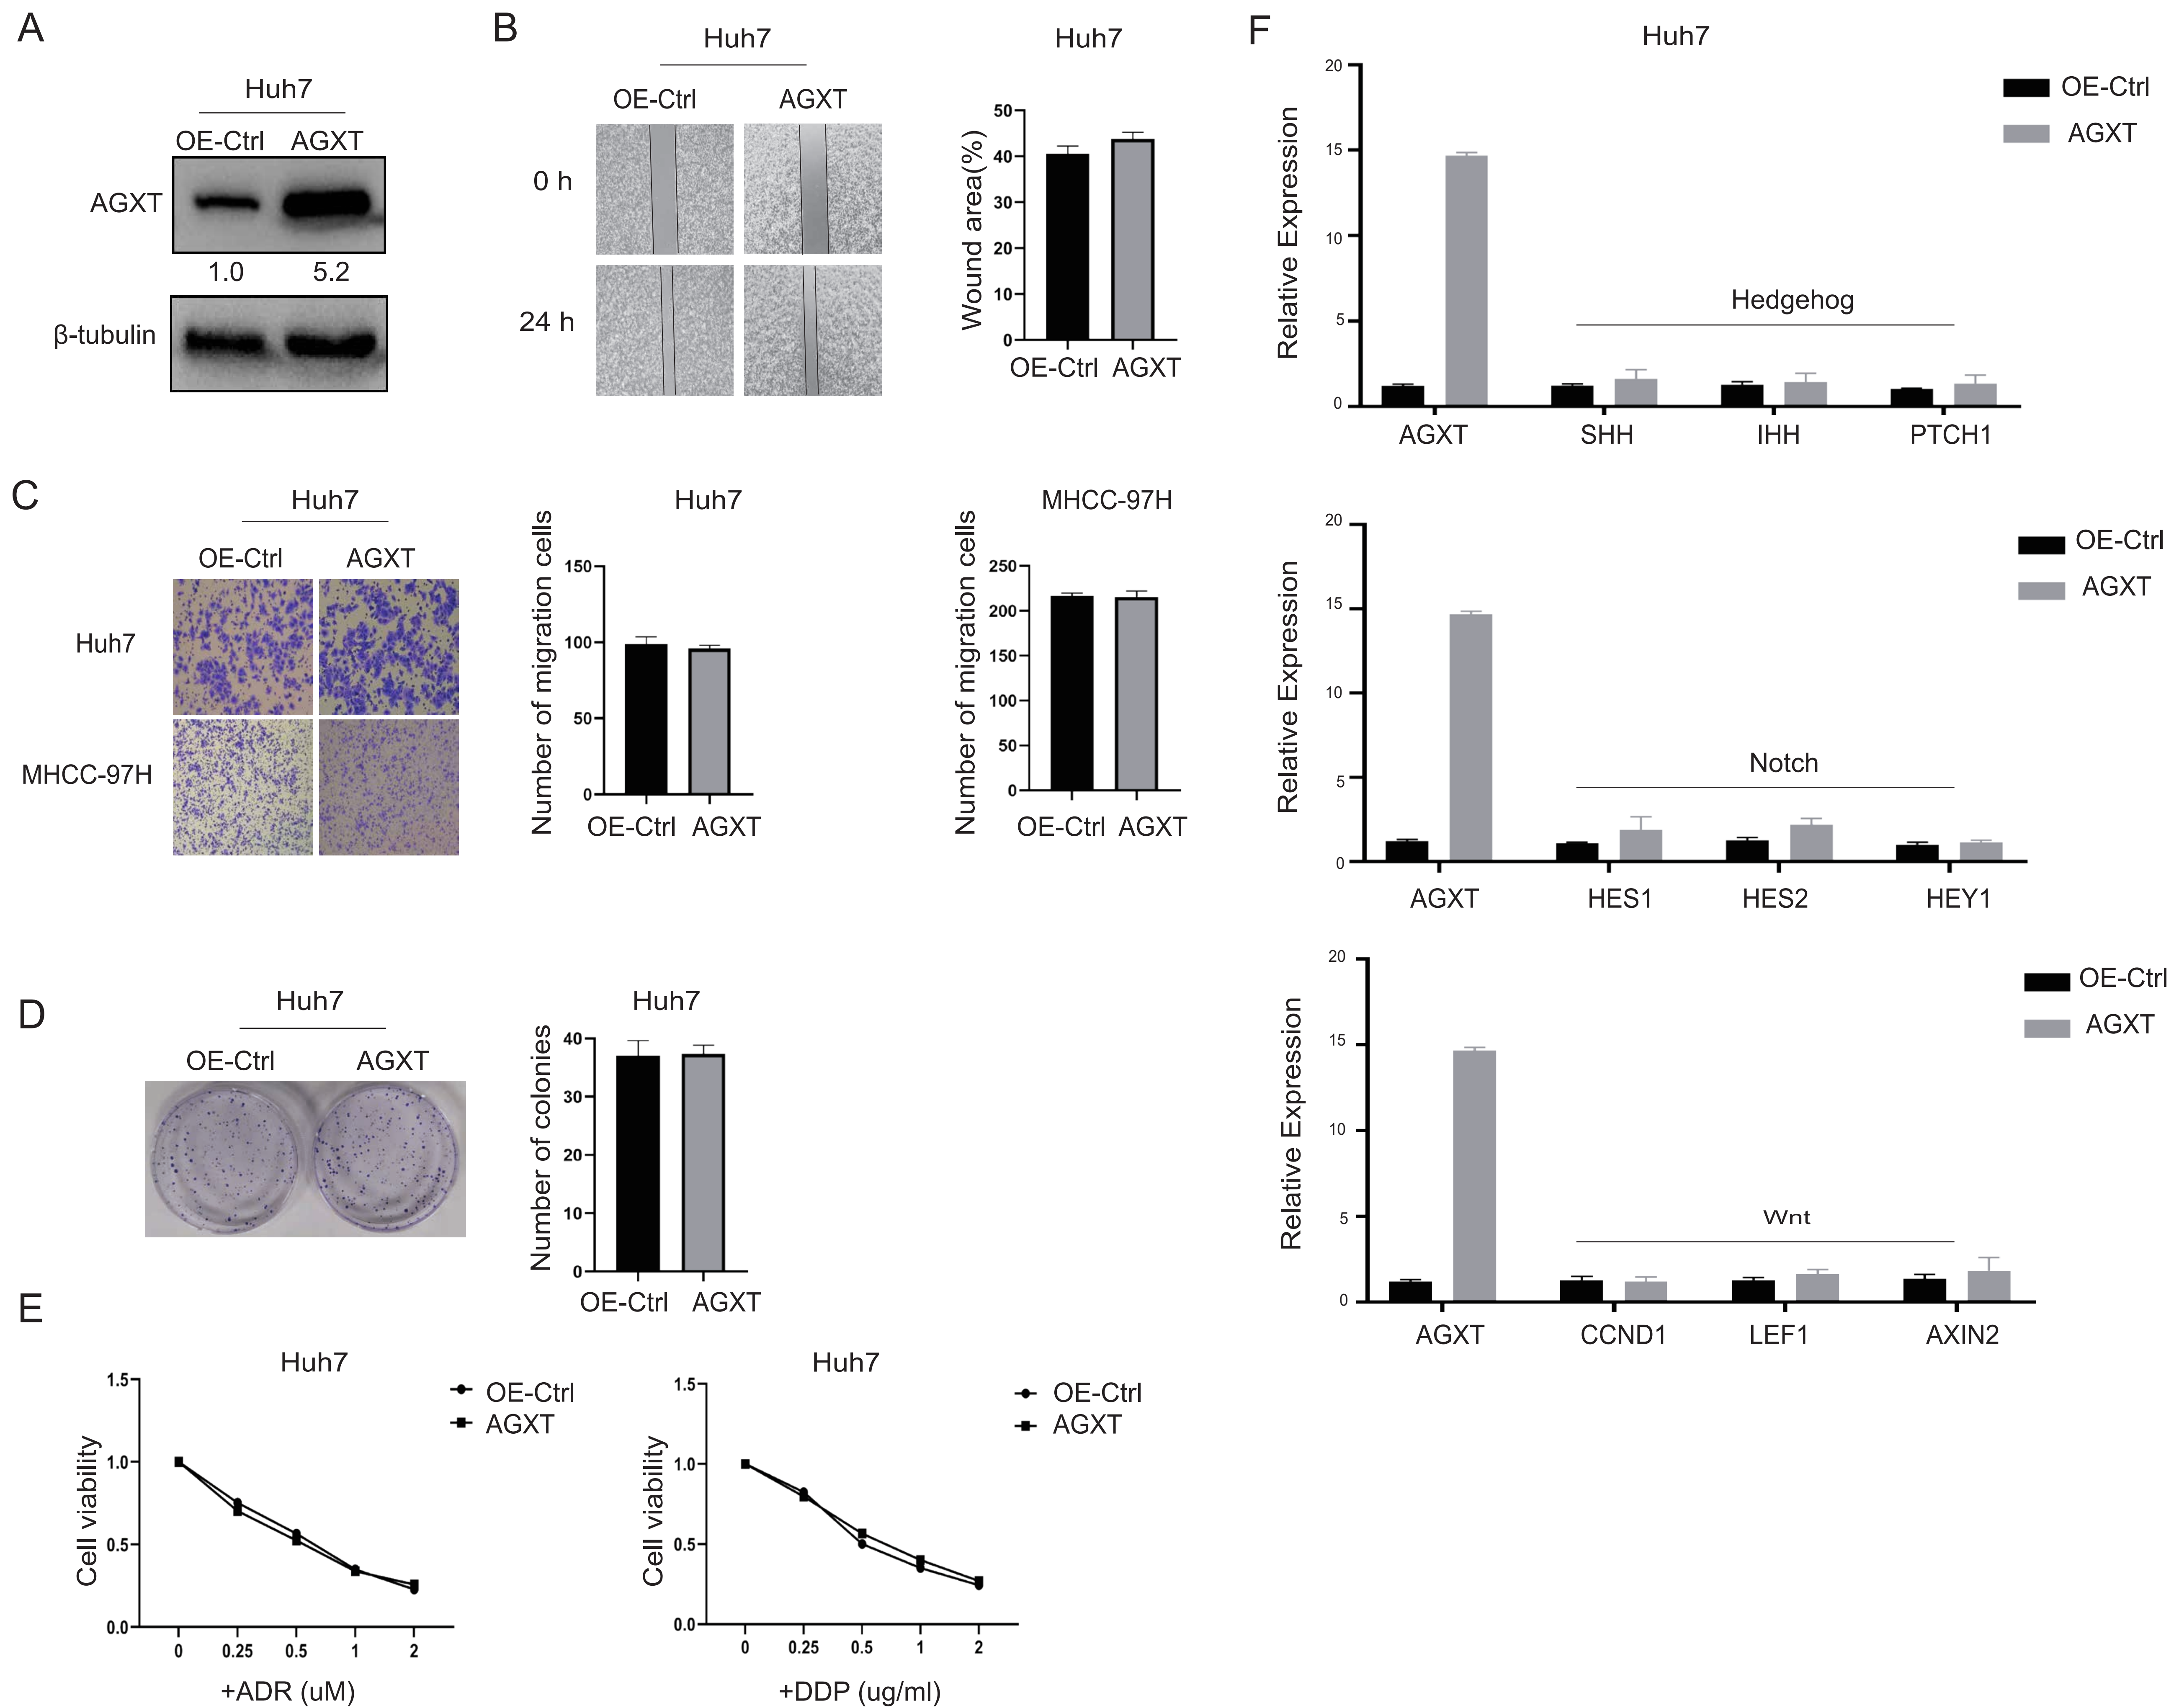 A
Huh7
OE-Ctrl AGXT
AGXT
1.0 5.2
β-tubulin
B
Huh7
OE-Ctrl AGXT
0 h
24 h
Huh7
Wound area(%)
50
40
30
20
10
0
OE-Ctrl AGXT
C
Huh7
OE-Ctrl AGXT
Huh7
MHCC-97H
Huh7
Number of migration cells
150
100
50
0
OE-Ctrl AGXT
MHCC-97H
Number of migration cells
250
200
150
100
50
0
OE-Ctrl AGXT
D
Huh7
OE-Ctrl AGXT
Huh7
Number of colonies
40
30
20
10
0
OE-Ctrl AGXT
E
Huh7
OE-Ctrl
AGXT
Cell viability
1.5
1.0
0.5
0.0
0 0.25 0.5 1 2
+ADR (uM)
Huh7
OE-Ctrl
AGXT
Cell viability
1.5
1.0
0.5
0.0
0 0.25 0.5 1 2
+DDP (ug/ml)
F
Huh7
OE-Ctrl
AGXT
Relative Expression
20
15
10
5
0
Hedgehog
AGXT SHH IHH PTCH1
OE-Ctrl
AGXT
Relative Expression
20
15
10
5
0
Notch
AGXT HES1 HES2 HEY1
OE-Ctrl
AGXT
Relative Expression
20
15
10
5
0
Wnt
AGXT CCND1 LEF1 AXIN2